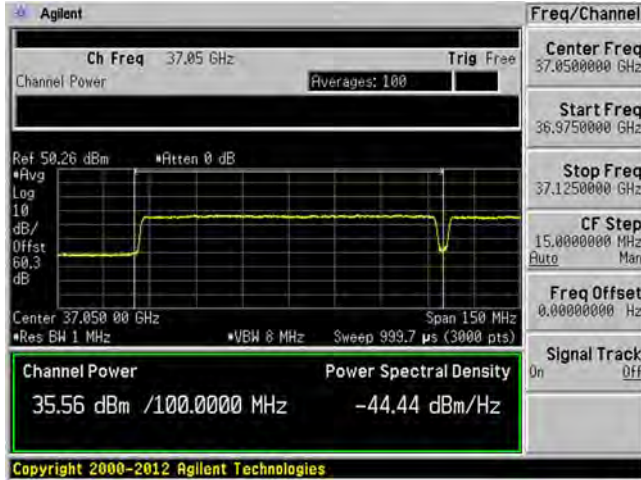 Agilent
Freq/Channel
Ch Freq 37.05 GHz Trig Free
Channel Power Averages: 100
Center Freq
37.0500000 GHz
Start Freq
36.9750000 GHz
Stop Freq
37.1250000 GHz
CF Step
15.0000000 MHz
Auto Man
Freq Offset
0.00000000 Hz
Signal Track
On Off
Ref 50.26 dBm *Atten 0 dB
*Avg
Log
10
dB/
Offst
60.3
dB
Center 37.050 00 GHz Span 150 MHz
*Res BW 1 MHz *VBW 8 MHz Sweep 999.7 µs (3000 pts)
Channel Power Power Spectral Density
35.56 dBm /100.0000 MHz -44.44 dBm/Hz
Copyright 2000-2012 Agilent Technologies